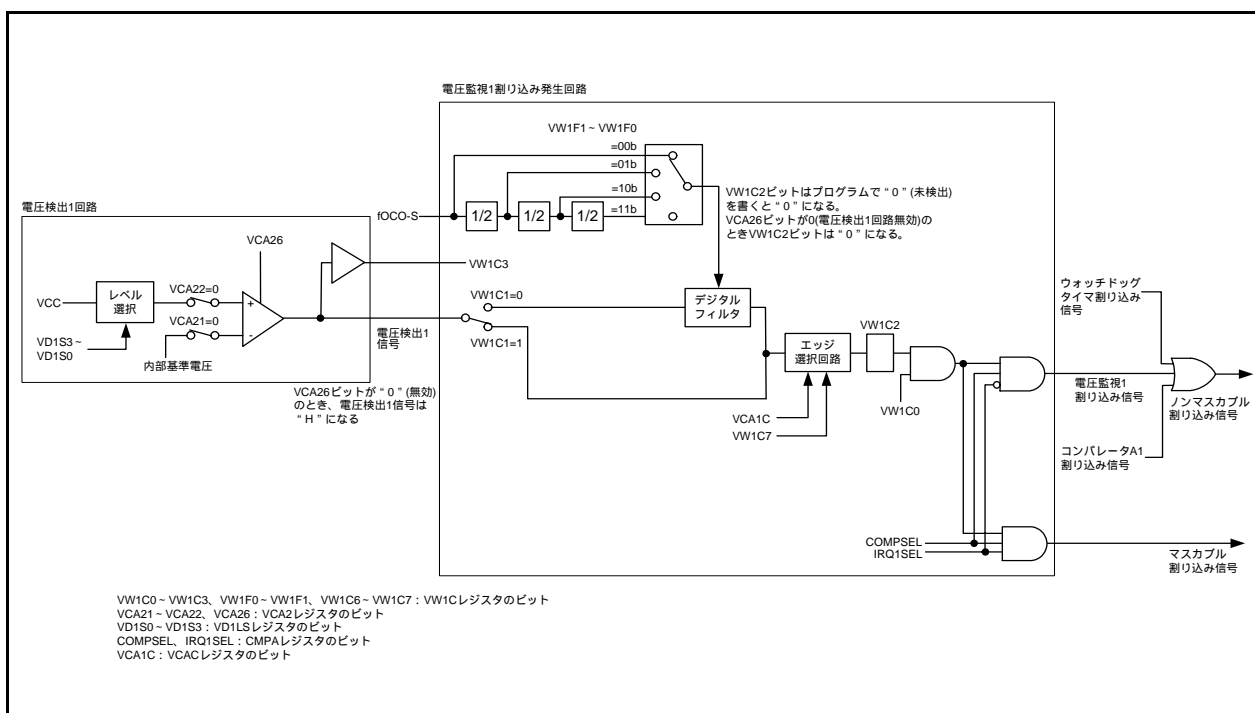 電圧監視1割り込み発生回路
VW1F1~VW1F0
=00b
=01b
=10b
=11b
fOCO-S
1/2
1/2
1/2
VW1C2ビットはプログラムで“0”(未検出)
を書くと“0”になる。
VCA26ビットが0(電圧検出1回路無効)の
ときVW1C2ビットは“0”になる。
電圧検出1回路
VCA26
VW1C3
VCC
レベル
選択
VCA22=0
+
VCA21=0
-
VD1S3~
VD1S0
内部基準電圧
電圧検出1
信号
VCA26ビットが“0”(無効)
のとき、電圧検出1信号は
“H”になる
VW1C1=0
VW1C1=1
デジタル
フィルタ
エッジ
選択回路
VW1C2
VCA1C
VW1C7
VW1C0
ウォッチドッグ
タイマ割り込み
信号
電圧監視1
割り込み信号
ノンマスカブル
割り込み信号
コンパレータA1
割り込み信号
COMPSEL
IRQ1SEL
マスカブル
割り込み信号
VW1C0~VW1C3、VW1F0~VW1F1、VW1C6~VW1C7:VW1Cレジスタのビット
VCA21~VCA22、VCA26:VCA2レジスタのビット
VD1S0~VD1S3:VD1LSレジスタのビット
COMPSEL、IRQ1SEL:CMPAレジスタのビット
VCA1C:VCACレジスタのビット